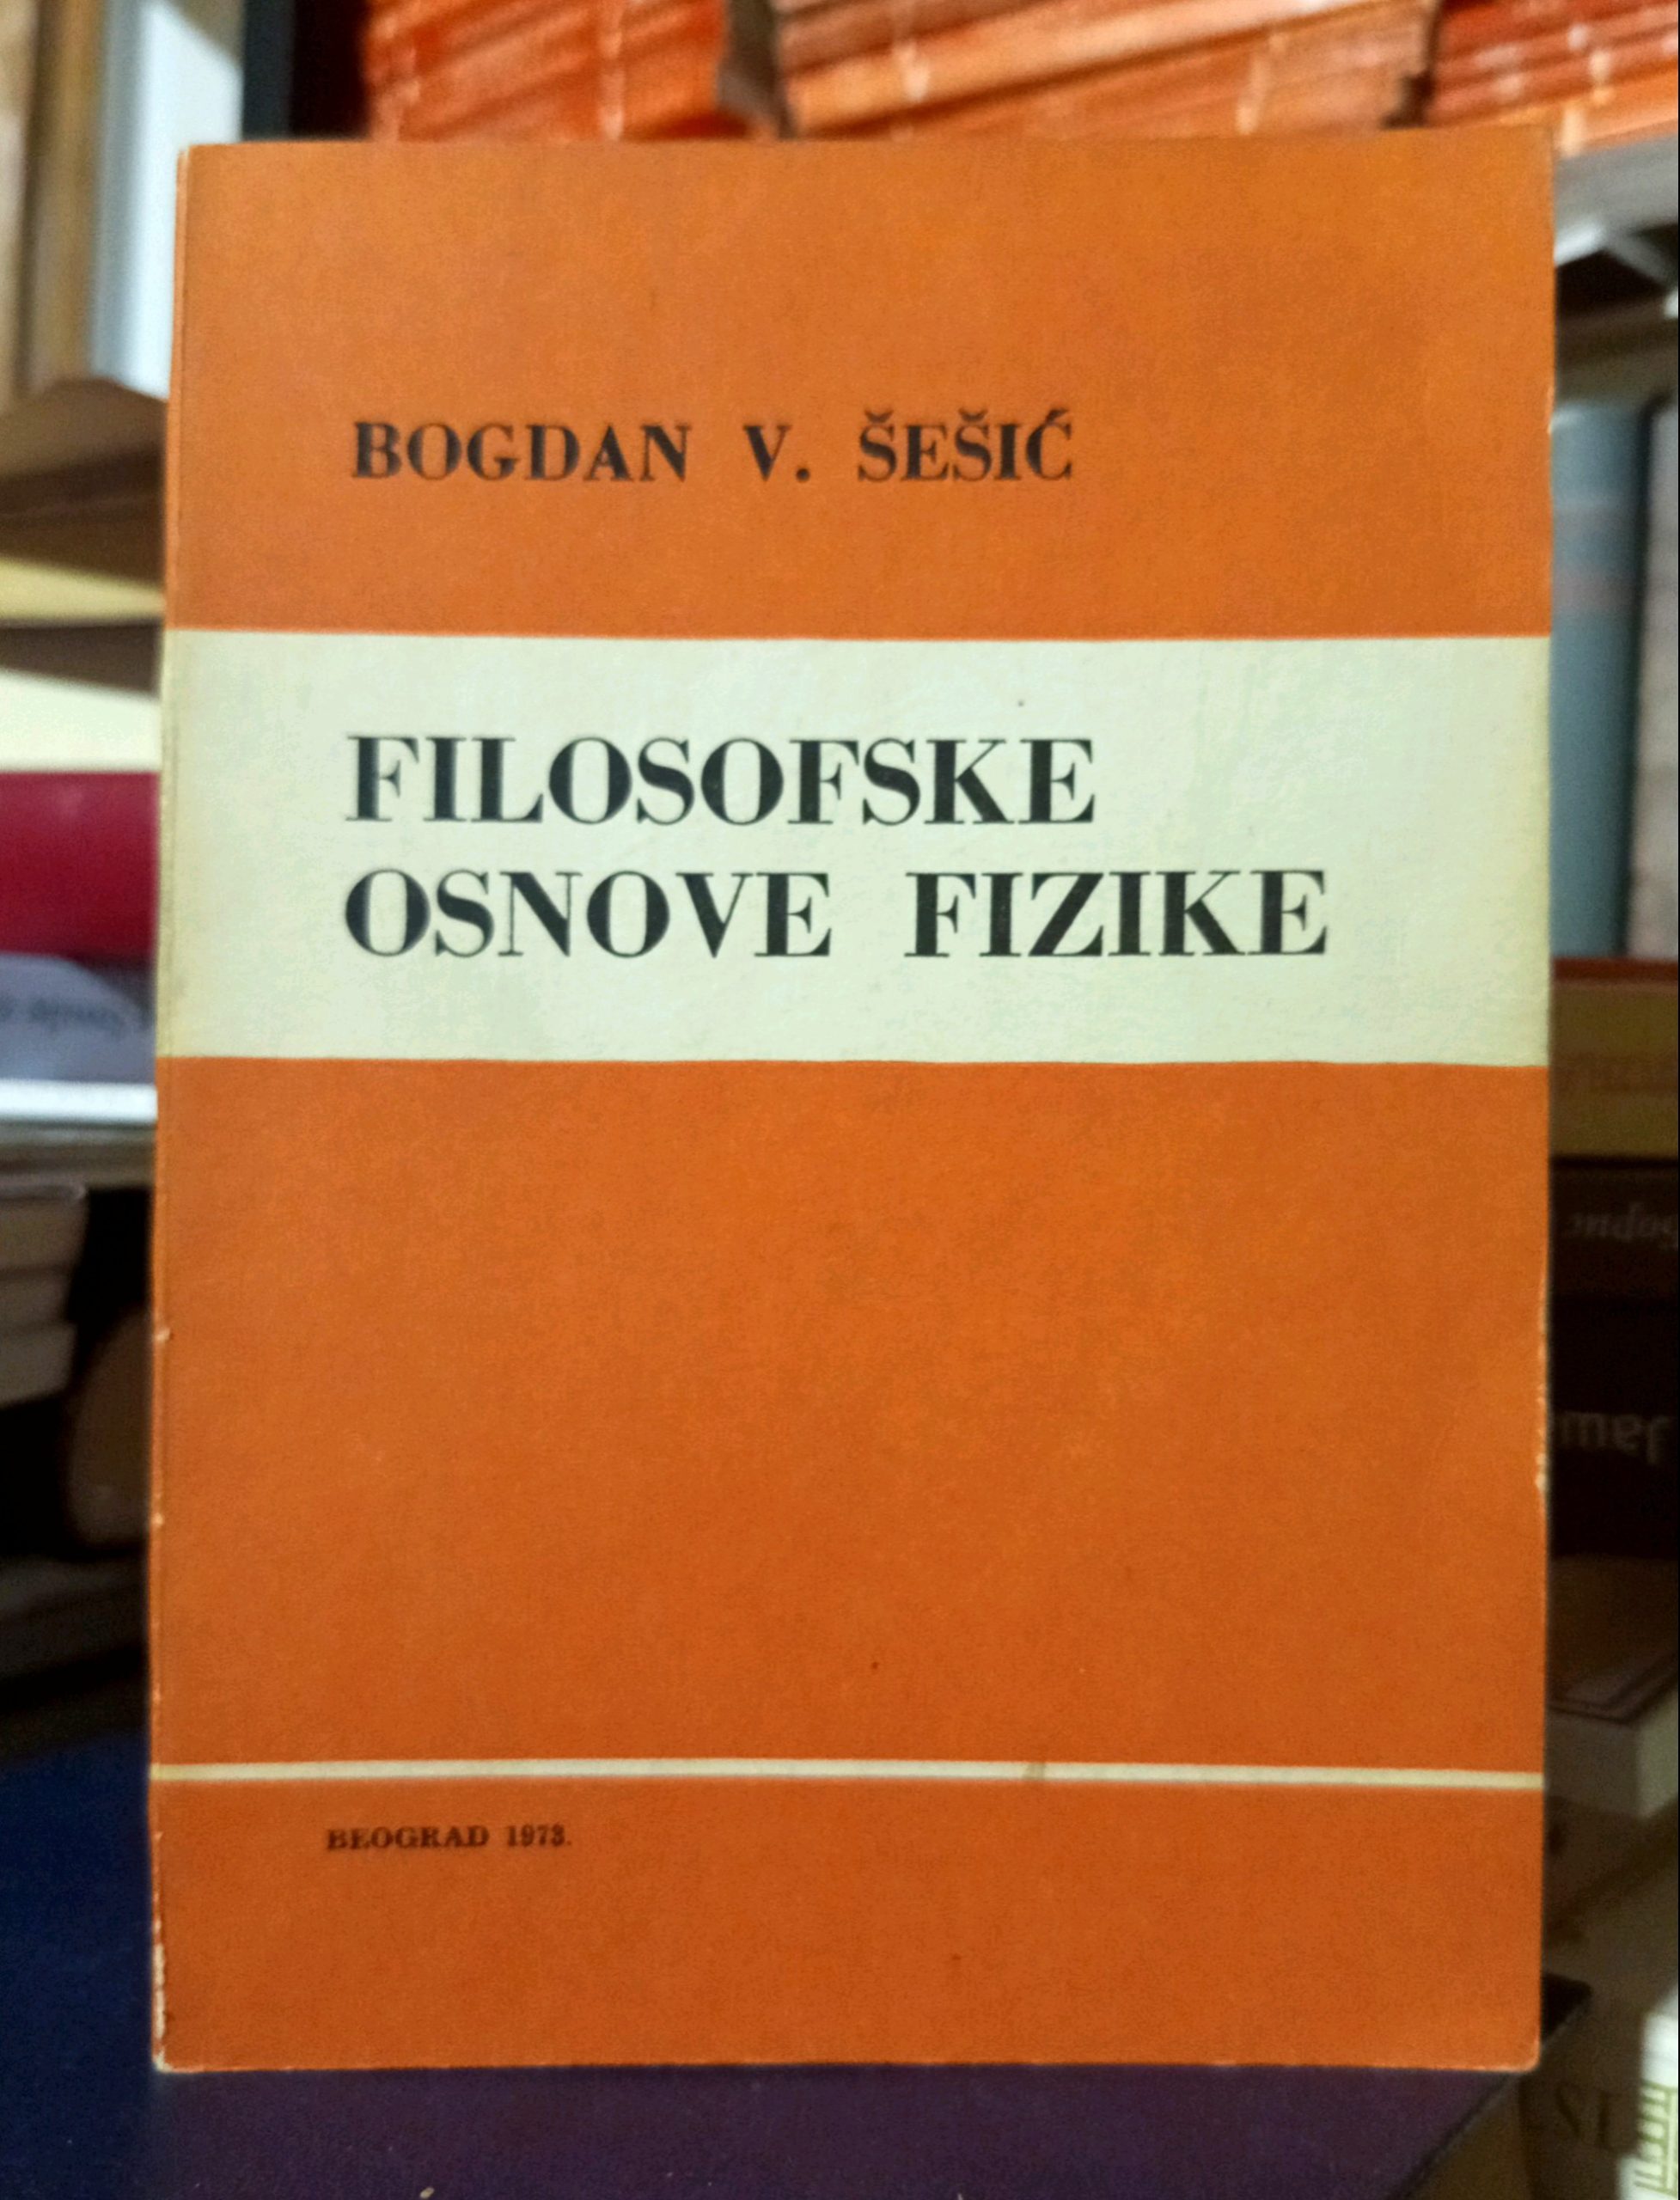 BOGDAN V. ŠEŠIĆ
FILOSOFSKE
OSNOVE FIZIKE
BEOGRAD 1973.